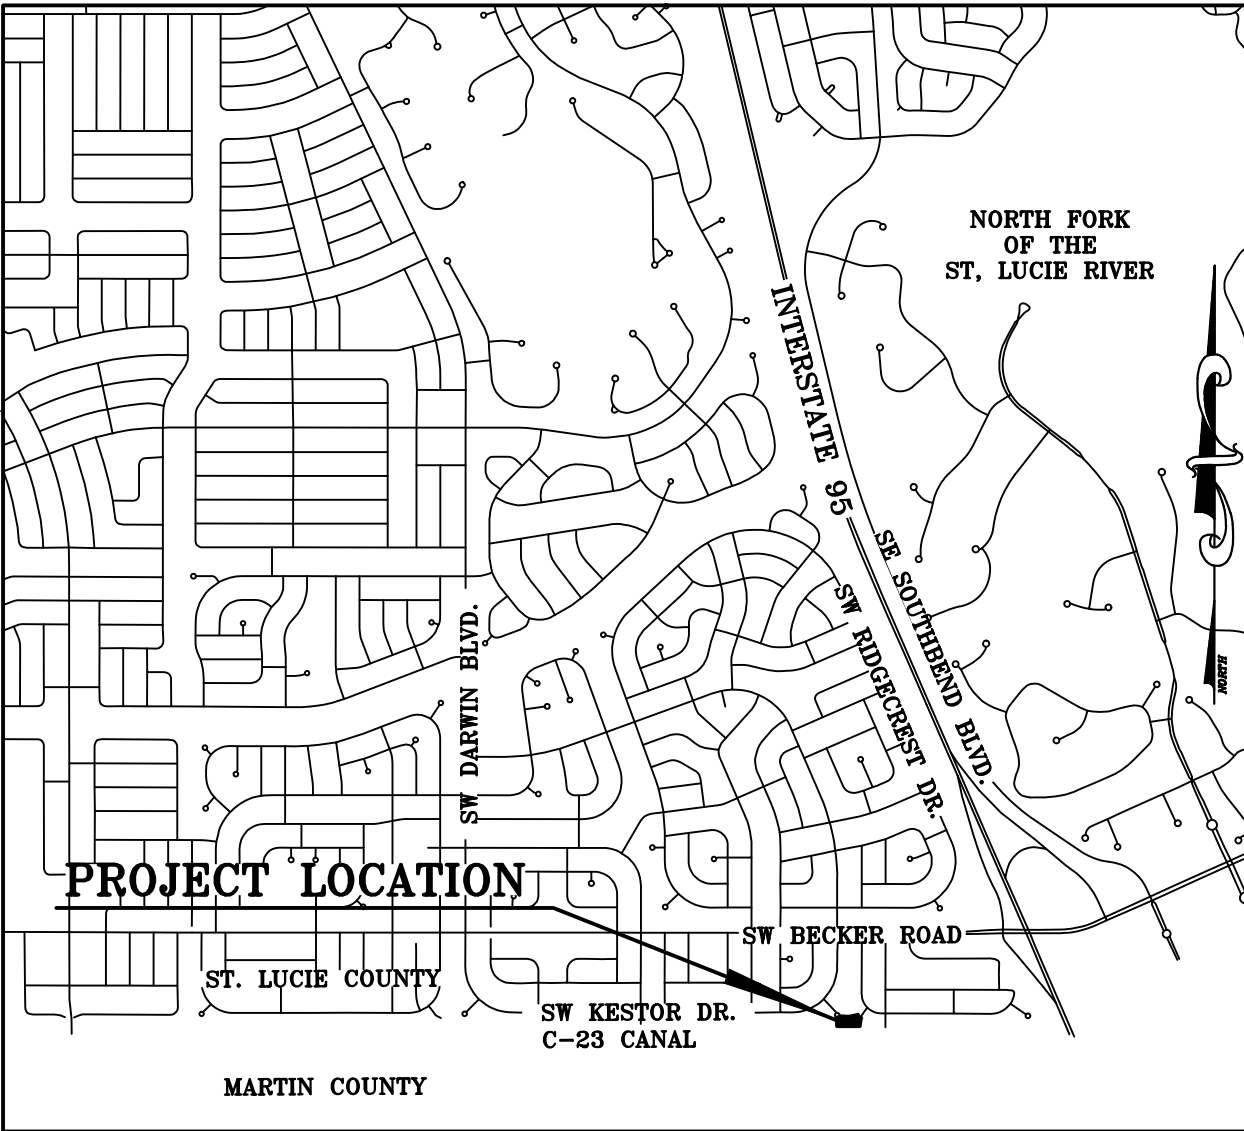 NORTH FORK
OF THE
ST, LUCIE RIVER
INTERSTATE 95
SE SOUTHBEND BLVD.
SW RIDGECREST DR.
NORTH
SW DARWIN BLVD.
PROJECT LOCATION
SW BECKER ROAD
ST. LUCIE COUNTY
SW KESTOR DR.
C-23 CANAL
MARTIN COUNTY